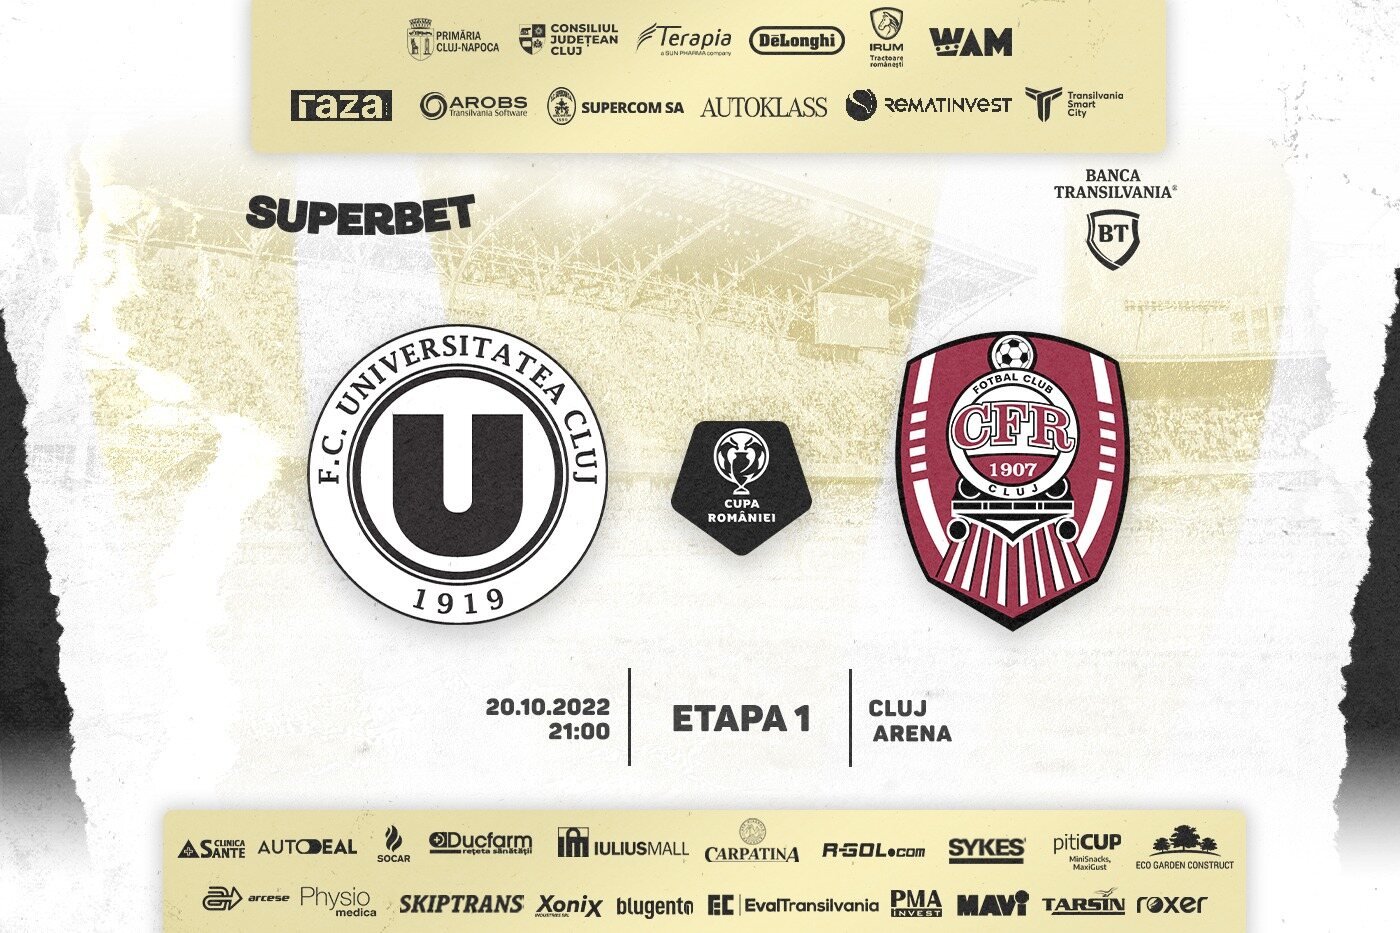 PRIMĂRIA
CLUJ-NAPOCA
CONSILIUL
JUDEȚEAN
CLUJ
Terapia
a SUN PHARMA company
DeLonghi
IRUM
Tractoare
românești
WAM
raza
AROBS
Transilvania Software
SUPERCOM SA
AUTOKLASS
REMATINVEST
Transilvania
Smart
City
SUPERBET
BANCA
TRANSILVANIA®
BT
F.C. UNIVERSITATEA CLUJ
U
1919
CUPA
ROMÂNIEI
FOTBAL CLUB
CFR
1907
CLUJ
20.10.2022
21:00
ETAPA 1
CLUJ
ARENA
CLINICA
SANTE
AUTODEAL
SOCAR
Ducfarm
rețeta sănătății
IULIUSMALL
CARPATINA
R-GOL.COM
SYKES
pitiCUP
MiniSnacks,
MaxiGust
ECO GARDEN CONSTRUCT
arcese
Physio
medica
SKIPTRANS
Xonix
INDUSTRIES SRL
blugento
EC | EvalTransilvania
PMA
INVEST
MAVI
TARSIN
roxer